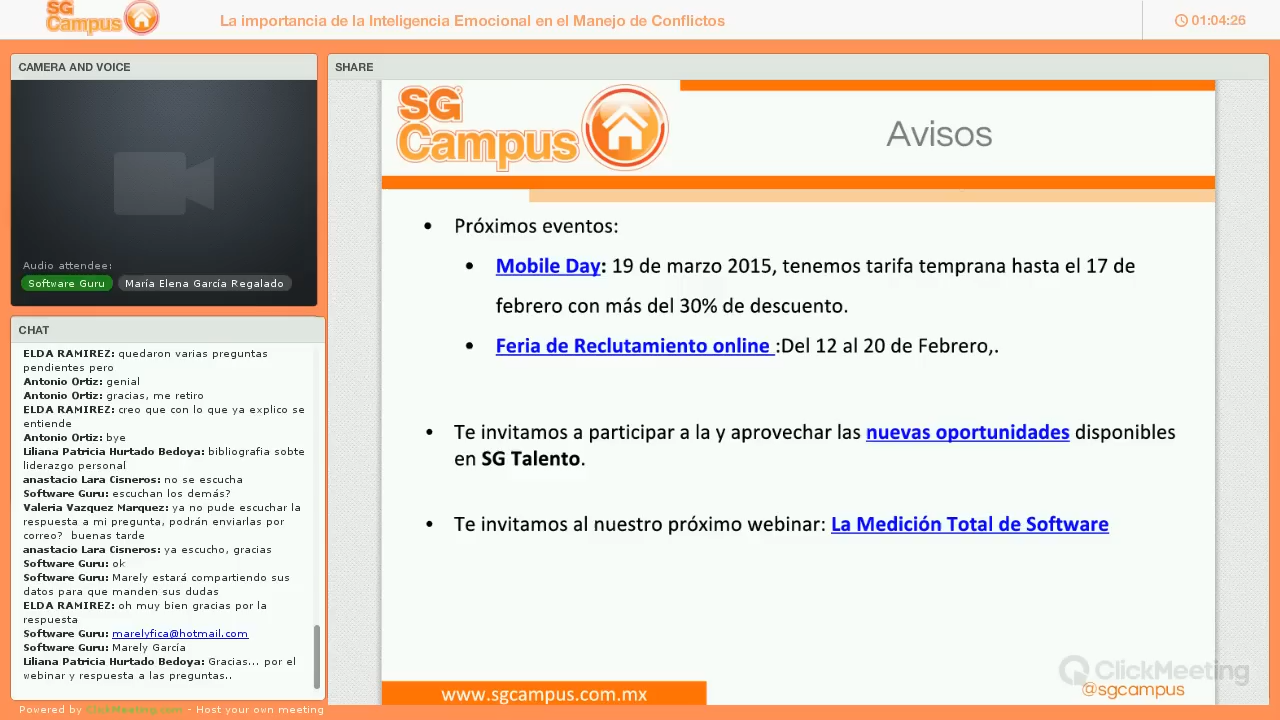 SG
Campus
La importancia de la Inteligencia Emocional en el Manejo de Conflictos
01:04:26
CAMERA AND VOICE
Audio attendee:
Software Guru
María Elena García Regalado
CHAT
ELDA RAMIREZ: quedaron varias preguntas
pendientes pero
Antonio Ortiz: genial
Antonio Ortiz: gracias, me retiro
ELDA RAMIREZ: creo que con lo que ya explico se
entiende
Antonio Ortiz: bye
Liliana Patricia Hurtado Bedoya: bibliografia sobte
liderazgo personal
anastacio Lara Cisneros: no se escucha
Software Guru: escuchan los demás?
Valeria Vazquez Marquez: ya no pude escuchar la
respuesta a mi pregunta, podrán enviarlas por
correo? buenas tarde
anastacio Lara Cisneros: ya escucho, gracias
Software Guru: ok
Software Guru: Marely estará compartiendo sus
datos para que manden sus dudas
ELDA RAMIREZ: oh muy bien gracias por la
respuesta
Software Guru: marelyfica@hotmail.com
Software Guru: Marely García
Liliana Patricia Hurtado Bedoya: Gracias... por el
webinar y respuesta a las preguntas..
Powered by ClickMeeting.com - Host your own meeting
SHARE
SG
Campus
Avisos
• Próximos eventos:
• Mobile Day: 19 de marzo 2015, tenemos tarifa temprana hasta el 17 de
febrero con más del 30% de descuento.
• Feria de Reclutamiento online :Del 12 al 20 de Febrero,.
• Te invitamos a participar a la y aprovechar las nuevas oportunidades disponibles
en SG Talento.
• Te invitamos al nuestro próximo webinar: La Medición Total de Software
www.sgcampus.com.mx
ClickMeeting
@sgcampus